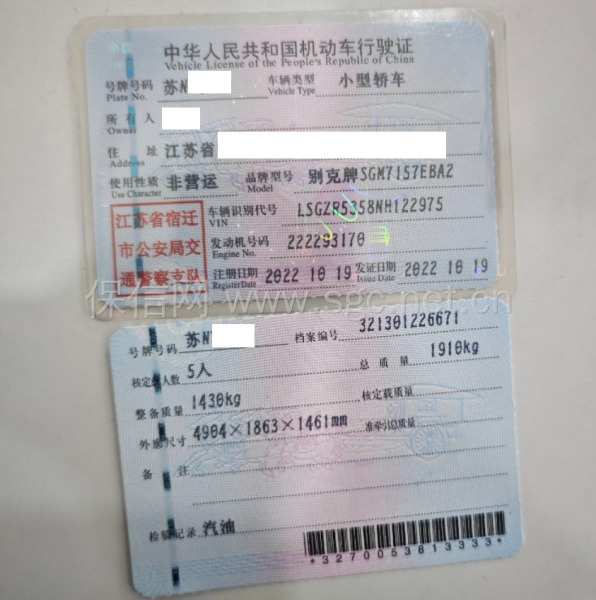 中华人民共和国机动车行驶证
Vehicle License of the People's Republic of China
号牌号码 苏N 车辆类型 小型轿车
Plate No. Vehicle Type
所有人
Owner
住址 江苏省
Address
使用性质 非营运 品牌型号 别克牌SGM7157EBA2
Use Character Model
江苏省宿迁
市公安局交
通警察支队
车辆识别代号 LSGZR5358NH122975
VIN
发动机号码 222293170
Engine No.
注册日期 2022 10 19 发证日期 2022 10 19
Register Date Issue Date
保信网 www.sgc.net.cn
号牌号码 苏N 档案编号 321301226671
核定载人数 5人 总质量 1910kg
整备质量 1430kg 核定载质量
外廓尺寸 4904×1863×1461mm 准牵引总质量
备注
检验记录 汽油
*3270053813333*